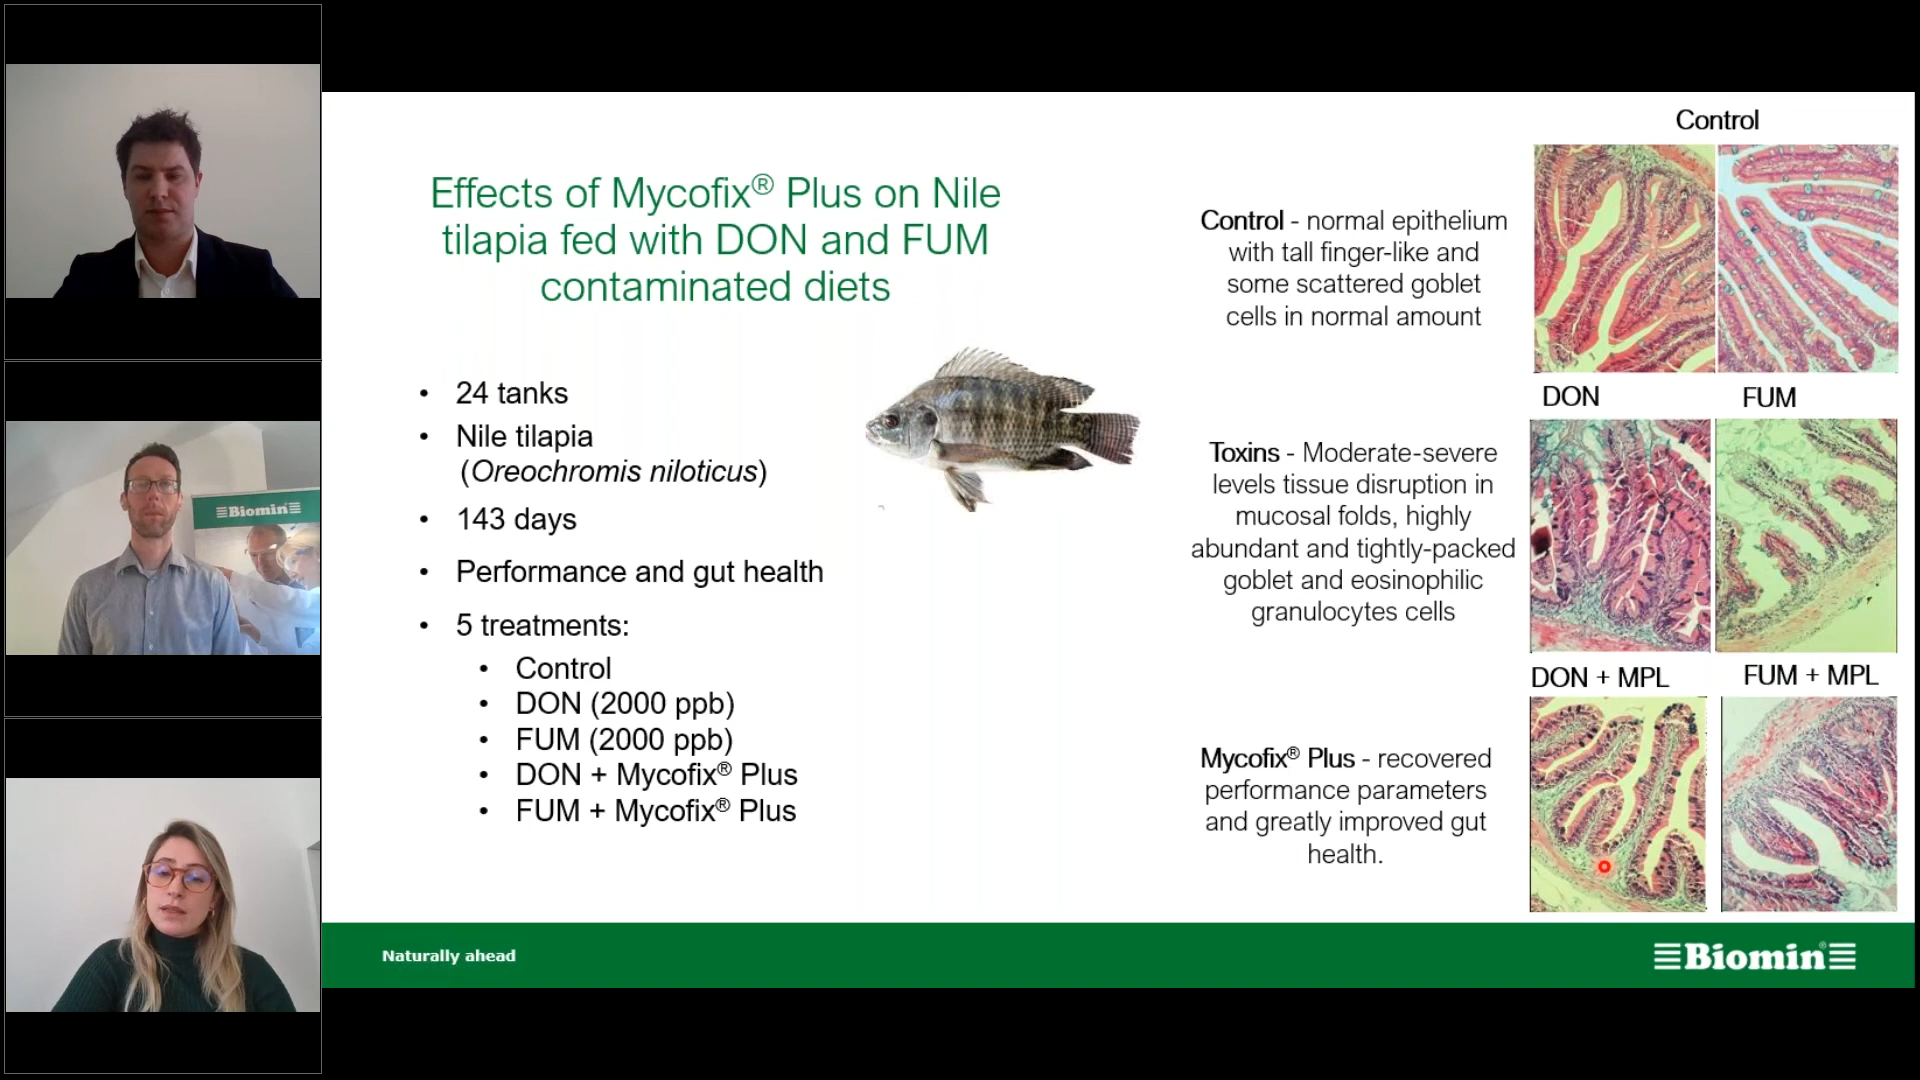 Effects of Mycofix® Plus on Nile
tilapia fed with DON and FUM
contaminated diets
• 24 tanks
• Nile tilapia
(Oreochromis niloticus)
• 143 days
• Performance and gut health
• 5 treatments:
• Control
• DON (2000 ppb)
• FUM (2000 ppb)
• DON + Mycofix® Plus
• FUM + Mycofix® Plus
Control
Control - normal epithelium
with tall finger-like and
some scattered goblet
cells in normal amount
DON
FUM
Toxins - Moderate-severe
levels tissue disruption in
mucosal folds, highly
abundant and tightly-packed
goblet and eosinophilic
granulocytes cells
DON + MPL
FUM + MPL
Mycofix® Plus - recovered
performance parameters
and greatly improved gut
health.
Naturally ahead
Biomin®
Biomin